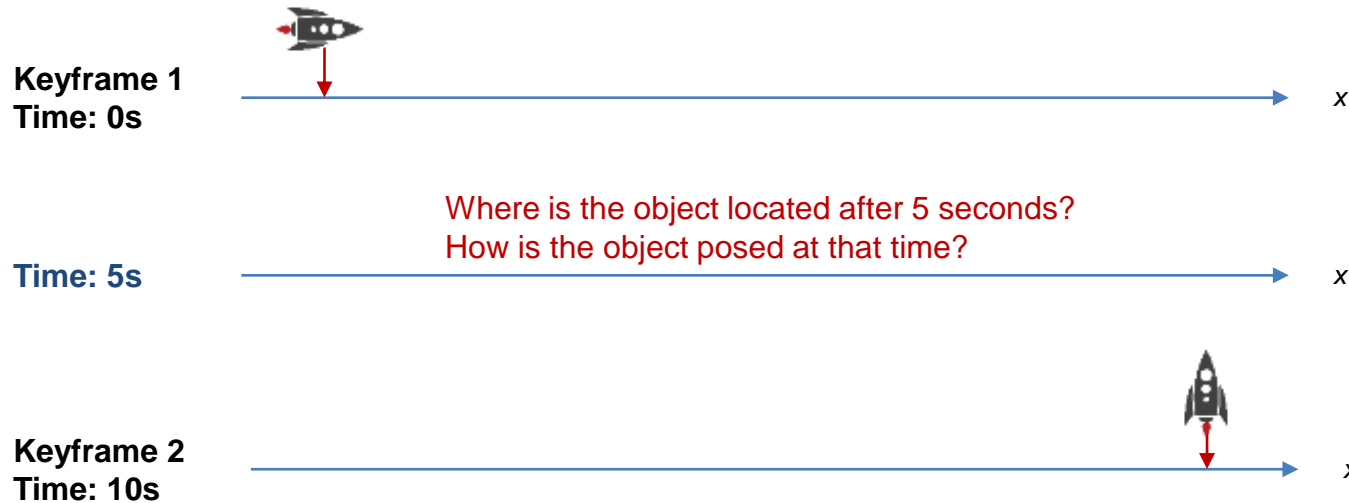 Keyframe 1
Time: 0s
x
Where is the object located after 5 seconds?
How is the object posed at that time?
Time: 5s
x
Keyframe 2
Time: 10s
x